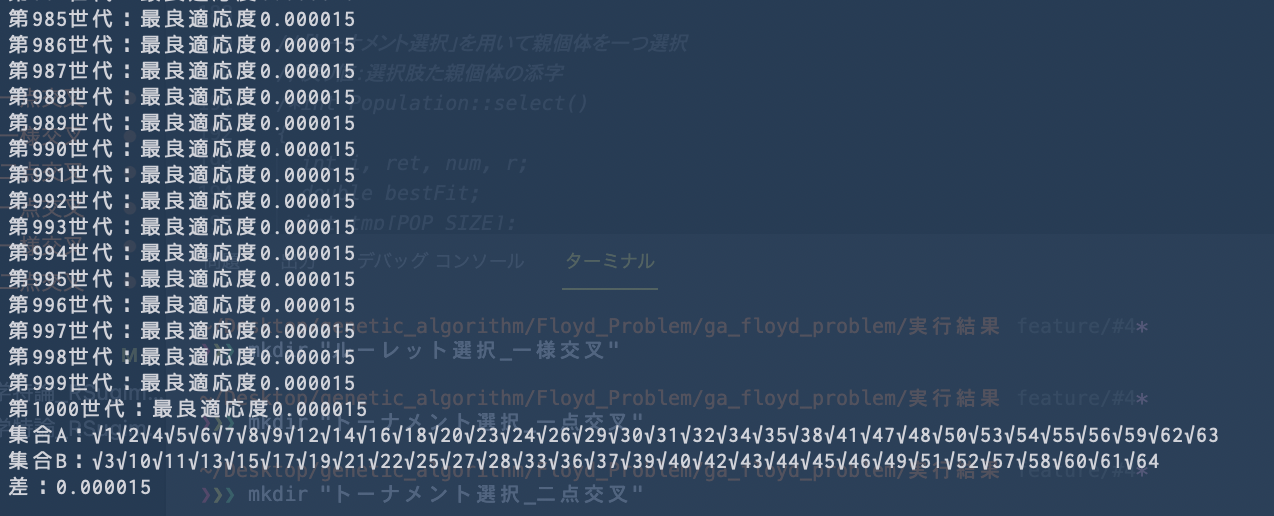 第985世代：最良適応度0.000015
第986世代：最良適応度0.000015
ナメント選択」を用いて親個体を一つ選択
第987世代：最良適応度0.000015
選択肢た親個体の添字
第988世代：最良適応度0.000015
Population::select()
第989世代：最良適応度0.000015
第990世代：最良適応度0.000015
第991世代：最良適応度0.000015
int i, ret, num, r;
第992世代：最良適応度0.000015
double bestFit;
第993世代：最良適応度0.000015
tmp[POP_SIZE];
第994世代：最良適応度0.000015
デバッグ コンソール ターミナル
第995世代：最良適応度0.000015
第996世代：最良適応度0.000015
第997世代：最良適応度0.000015
~/Desktop/genetic_algorithm/Floyd_Problem/ga_floyd_problem/実行結果 feature/#4*
第998世代：最良適応度0.000015
❯❯❯ mkdir "ルーレット選択_一様交叉"
第999世代：最良適応度0.000015
~/Desktop/genetic_algorithm/Floyd_Problem/ga_floyd_problem/実行結果 feature/#4*
第1000世代：最良適応度0.000015
❯❯❯ mkdir "トーナメント選択_一点交叉"
集合A：√1√2√4√5√6√7√8√9√12√14√16√18√20√23√24√26√29√30√31√32√34√35√38√41√47√48√50√53√54√55√56√59√62√63
集合B：√3√10√11√13√15√17√19√21√22√25√27√28√33√36√37√39√40√42√43√44√45√46√49√51√52√57√58√60√61√64
~/Desktop/genetic_algorithm/Floyd_Problem/ga_floyd_problem/実行結果 feature/#4*
差：0.000015
❯❯❯ mkdir "トーナメント選択_二点交叉"